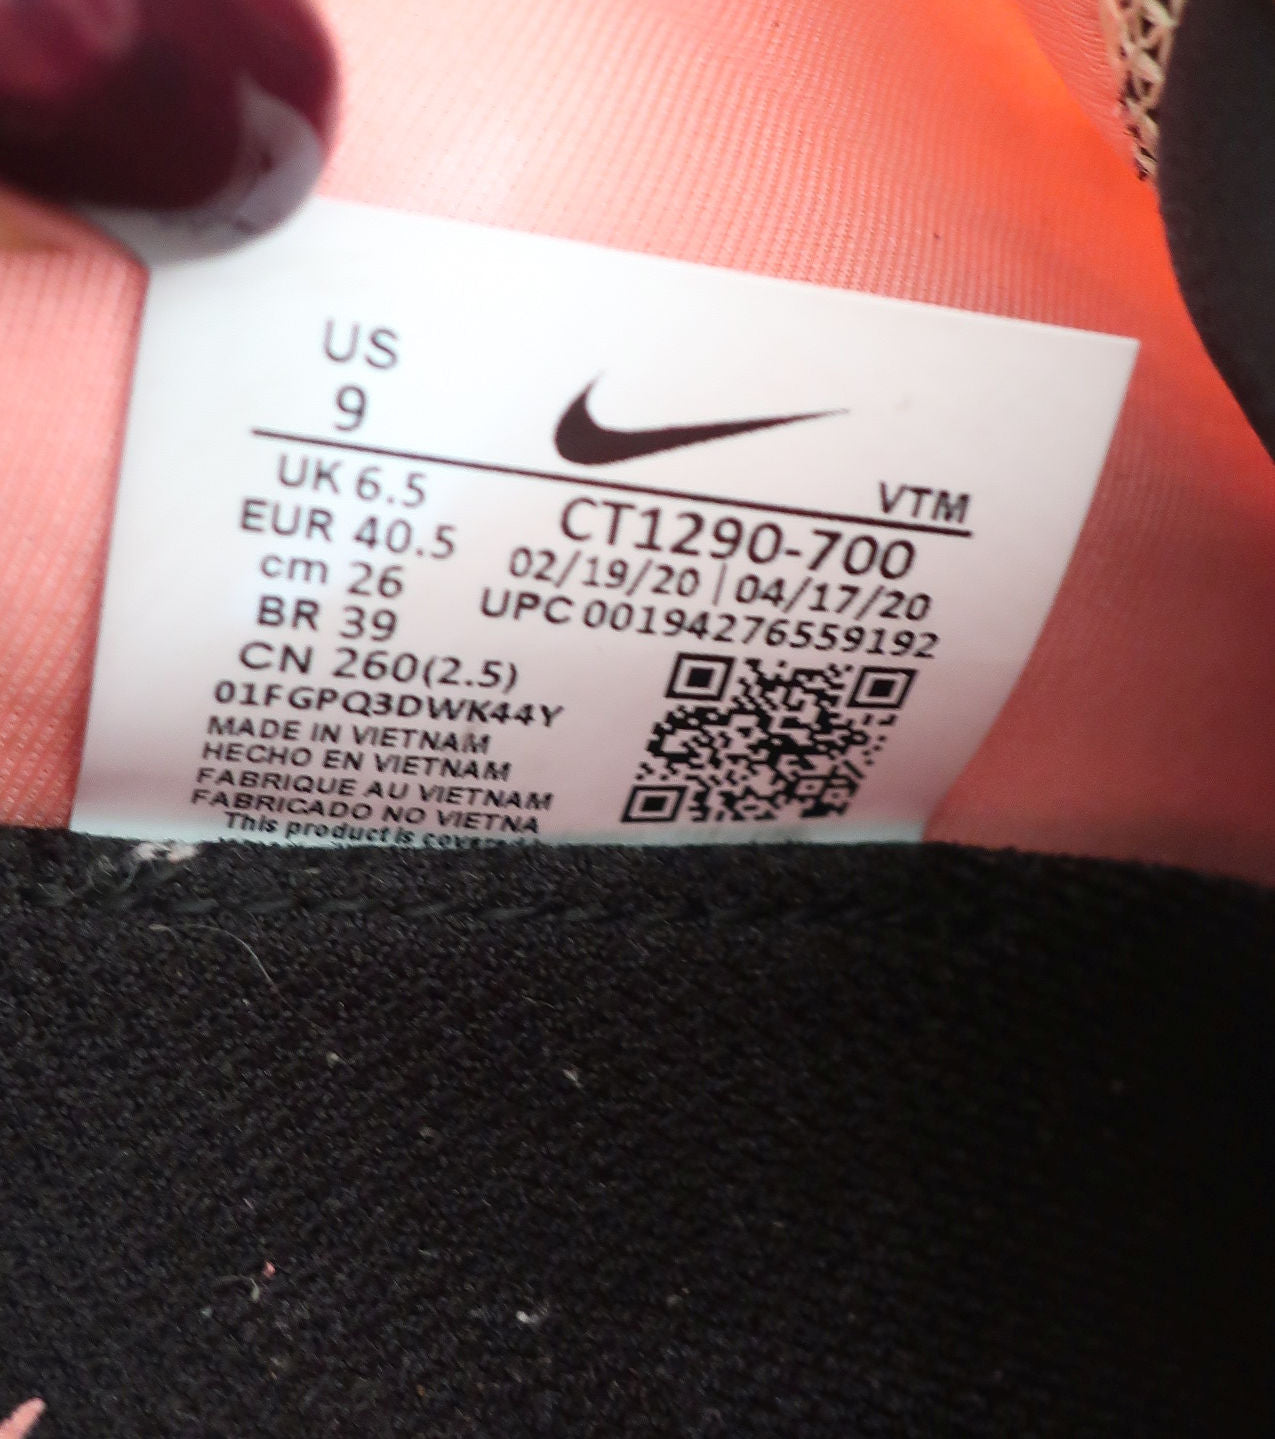 US
9
VTM
UK 6.5
EUR 40.5
cm 26
BR 39
CN 260(2.5)
01FGPQ3DWK44Y
MADE IN VIETNAM
HECHO EN VIETNAM
FABRIQUE AU VIETNAM
FABRICADO NO VIETNA
This product is covered
CT1290-700
02/19/20 | 04/17/20
UPC 00194276559192